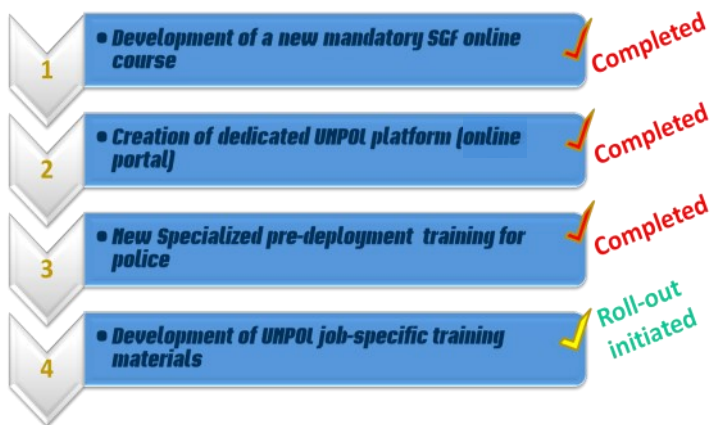 1
• Development of a new mandatory SGF online
course
Completed
2
• Creation of dedicated UNPOL platform (online
portal)
Completed
3
• New Specialized pre-deployment training for
police
Completed
4
• Development of UNPOL job-specific training
materials
Roll-out
initiated